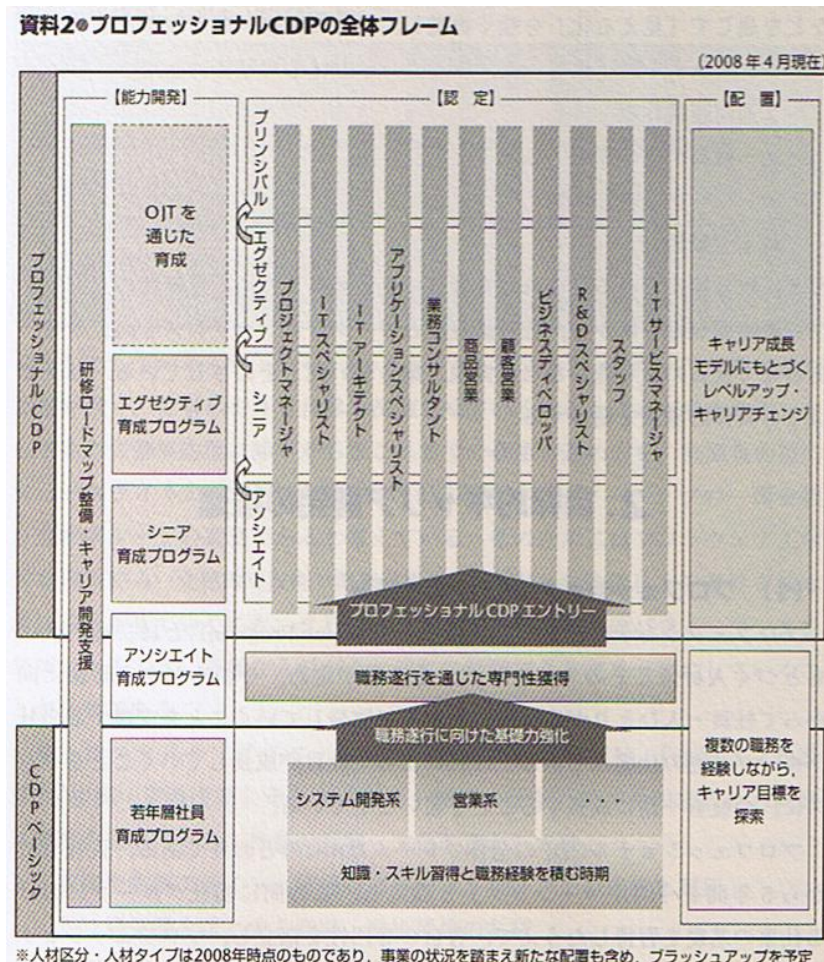 資料2●プロフェッショナルCDPの全体フレーム
(2008年4月現在)
【能力開発】
【認 定】
【配 置】
プロフェッショナルCDP
CDPベーシック
研修ロードマップ整備・キャリア開発支援
OJTを
通じた
育成
エグゼクティブ
育成プログラム
シニア
育成プログラム
アソシエイト
育成プログラム
若年層社員
育成プログラム
プリンシパル
エグゼクティブ
シニア
アソシエイト
プロジェクトマネージャ
ITスペシャリスト
ITアーキテクト
アプリケーションスペシャリスト
業務コンサルタント
商品営業
顧客営業
ビジネスディベロッパ
R&Dスペシャリスト
スタッフ
ITサービスマネージャ
プロフェッショナルCDPエントリー
職務遂行を通じた専門性獲得
職務遂行に向けた基礎力強化
システム開発系
営業系
・・・
知識・スキル習得と職務経験を積む時期
キャリア成長
モデルにもとづく
レベルアップ・
キャリアチェンジ
複数の職務を
経験しながら,
キャリア目標を
探索
※人材区分・人材タイプは2008年時点のものであり,事業の状況を踏まえ新たな配置も含め,ブラッシュアップを予定